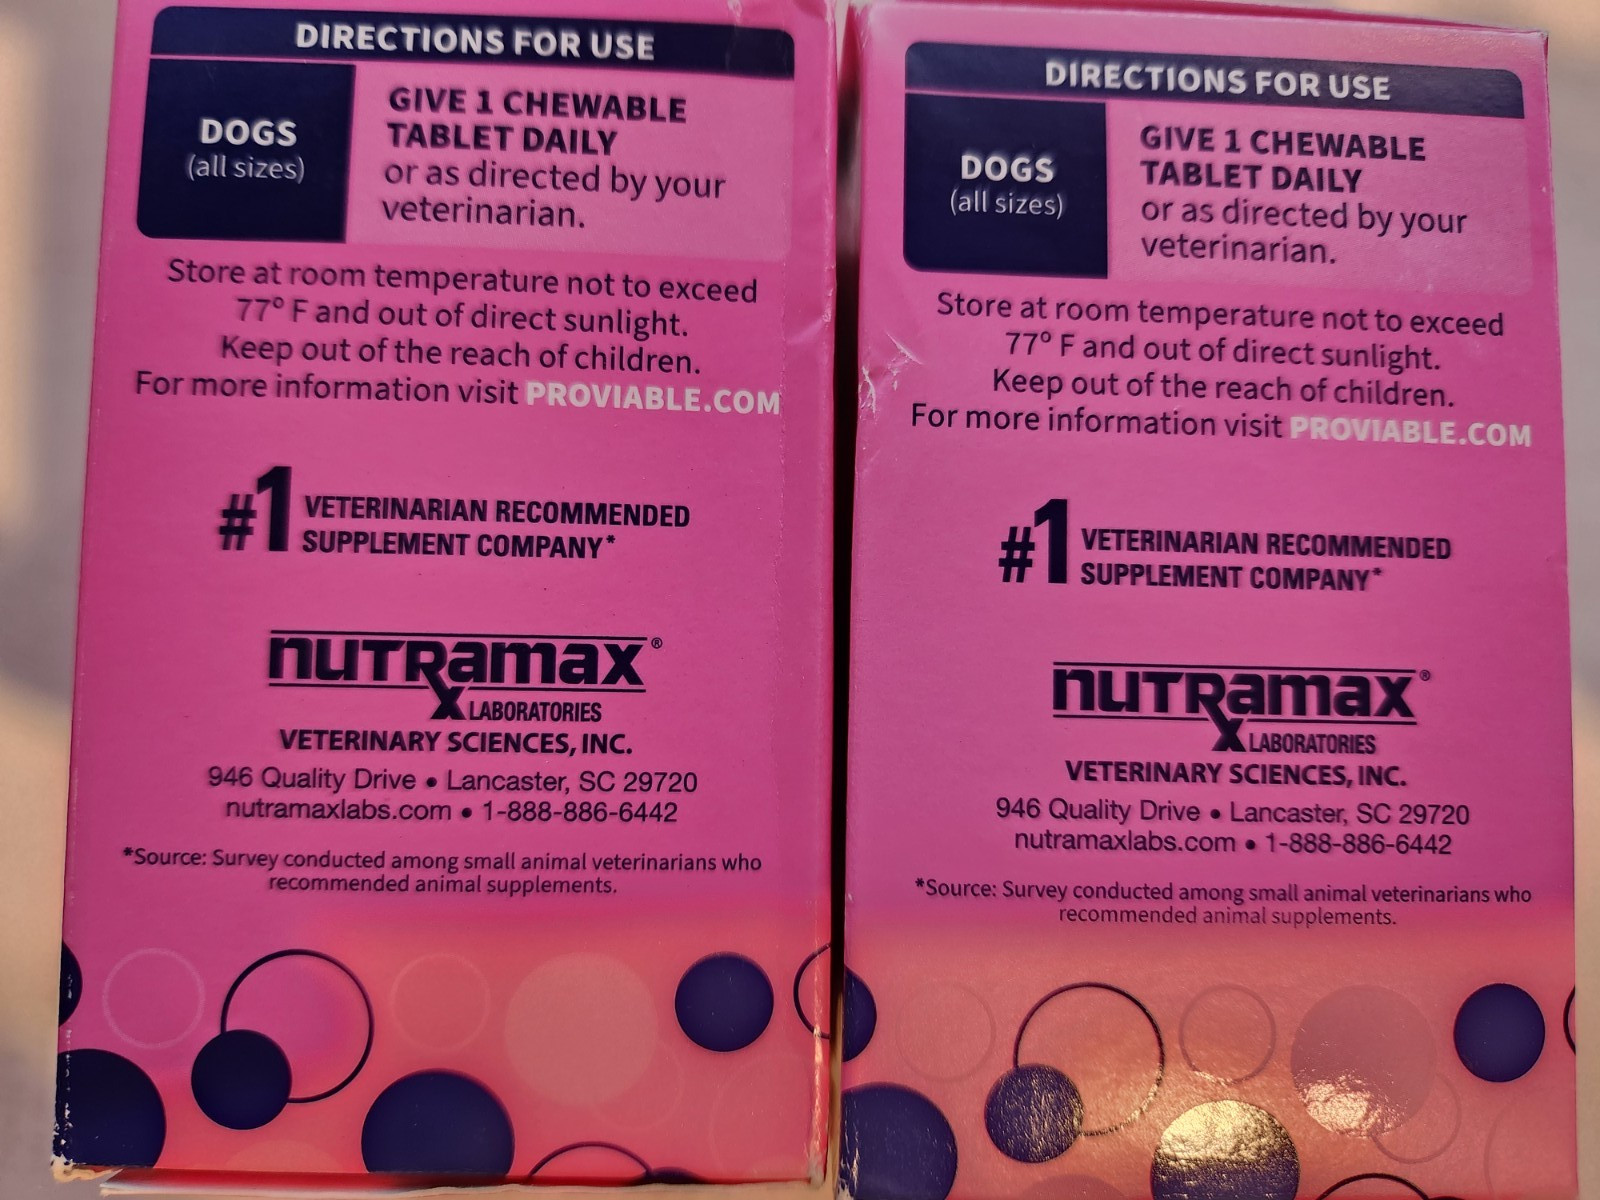 DIRECTIONS FOR USE
DOGS
(all sizes)
GIVE 1 CHEWABLE
TABLET DAILY
or as directed by your
veterinarian.
Store at room temperature not to exceed
77° F and out of direct sunlight.
Keep out of the reach of children.
For more information visit PROVIABLE.COM
#1 VETERINARIAN RECOMMENDED
SUPPLEMENT COMPANY*
nutramax®
LABORATORIES
VETERINARY SCIENCES, INC.
946 Quality Drive • Lancaster, SC 29720
nutramaxlabs.com • 1-888-886-6442
*Source: Survey conducted among small animal veterinarians who
recommended animal supplements.
DIRECTIONS FOR USE
DOGS
(all sizes)
GIVE 1 CHEWABLE
TABLET DAILY
or as directed by your
veterinarian.
Store at room temperature not to exceed
77° F and out of direct sunlight.
Keep out of the reach of children.
For more information visit PROVIABLE.COM
#1 VETERINARIAN RECOMMENDED
SUPPLEMENT COMPANY*
nutramax®
LABORATORIES
VETERINARY SCIENCES, INC.
946 Quality Drive • Lancaster, SC 29720
nutramaxlabs.com • 1-888-886-6442
*Source: Survey conducted among small animal veterinarians who
recommended animal supplements.